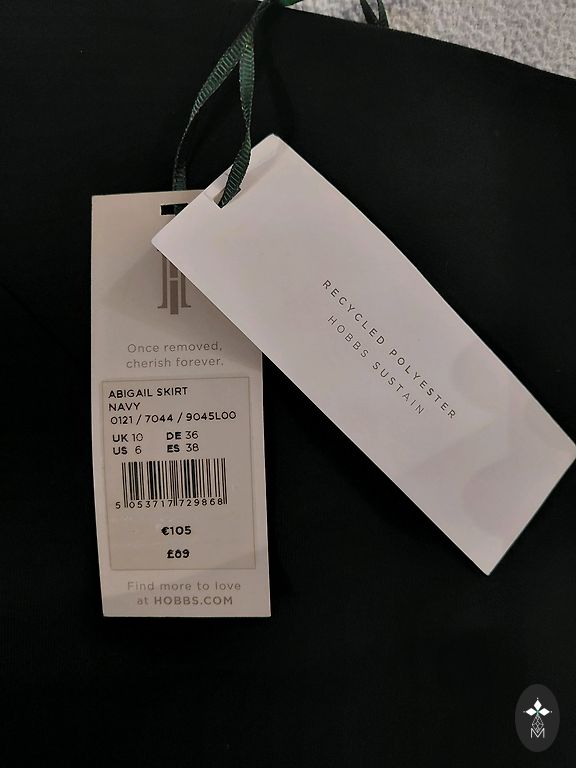 Once removed,
cherish forever.
ABIGAIL SKIRT
NAVY
0121 / 7044 / 9045L00
UK 10 DE 36
US 6 ES 38
5 053717 729868
€105
£89
Find more to love
at HOBBS.COM
RECYCLED POLYESTER
HOBBS SUSTAIN
M